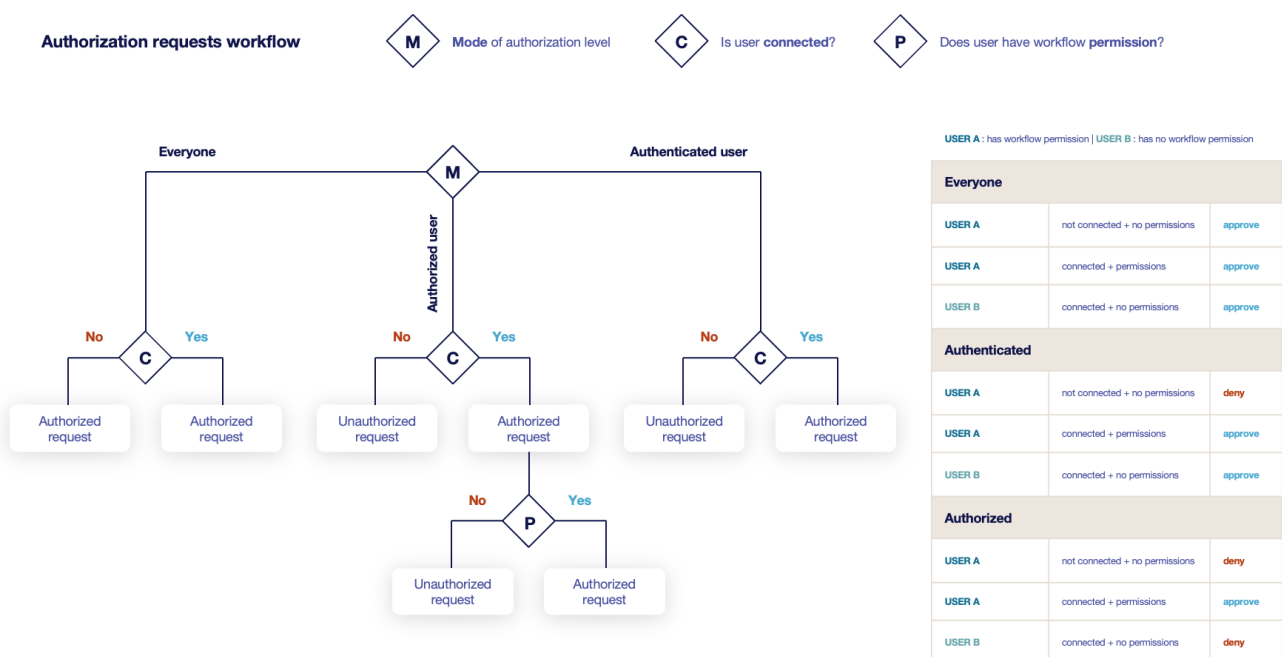 Authorization requests workflow
M
Mode of authorization level
C
Is user connected?
P
Does user have workflow permission?
Everyone
M
Authenticated user
Authorized user
No
C
Yes
Authorized
request
Authorized
request
No
C
Yes
Unauthorized
request
Authorized
request
No
P
Yes
Unauthorized
request
Authorized
request
No
C
Yes
Unauthorized
request
Authorized
request
USER A : has workflow permission | USER B : has no workflow permission
Everyone
USER A not connected + no permissions approve
USER A connected + permissions approve
USER B connected + no permissions approve
Authenticated
USER A not connected + no permissions deny
USER A connected + permissions approve
USER B connected + no permissions approve
Authorized
USER A not connected + no permissions deny
USER A connected + permissions approve
USER B connected + no permissions deny